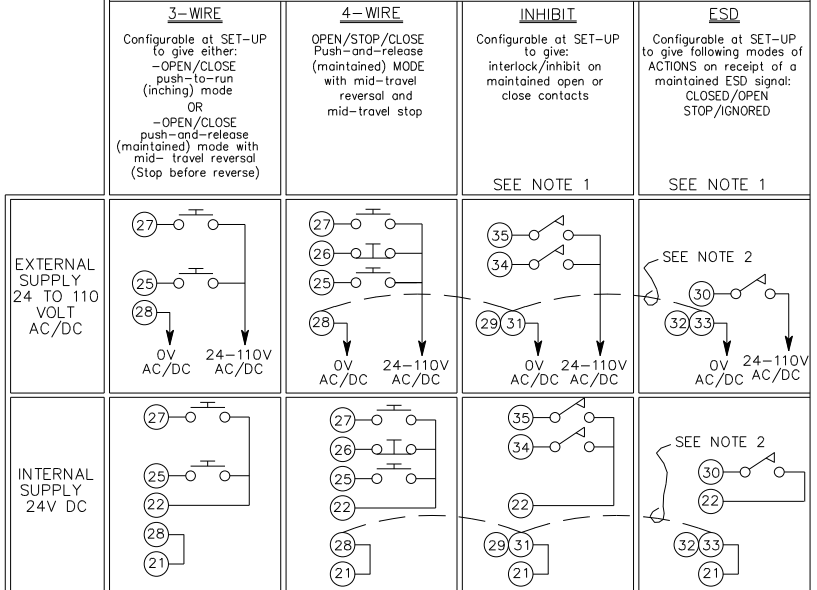 3-WIRE
Configurable at SET-UP
to give either:
-OPEN/CLOSE
push-to-run
(inching) mode
OR
-OPEN/CLOSE
push-and-release
(maintained) mode with
mid- travel reversal
(Stop before reverse)
4-WIRE
OPEN/STOP/CLOSE
Push-and-release
(maintained) MODE
with mid-travel
reversal and
mid-travel stop
INHIBIT
Configurable at SET-UP
to give:
interlock/inhibit on
maintained open or
close contacts
SEE NOTE 1
ESD
Configurable at SET-UP
to give following modes of
ACTIONS on receipt of a
maintained ESD signal:
CLOSED/OPEN
STOP/IGNORED
SEE NOTE 1
EXTERNAL
SUPPLY
24 TO 110
VOLT
AC/DC
27
25
28
0V
AC/DC
24-110V
AC/DC
27
26
25
28
0V
AC/DC
24-110V
AC/DC
35
34
29 31
0V
AC/DC
24-110V
AC/DC
SEE NOTE 2
30
32 33
0V
AC/DC
24-110V
AC/DC
INTERNAL
SUPPLY
24V DC
27
25
22
28
21
27
26
25
22
28
21
35
34
22
29 31
21
SEE NOTE 2
30
22
32 33
21